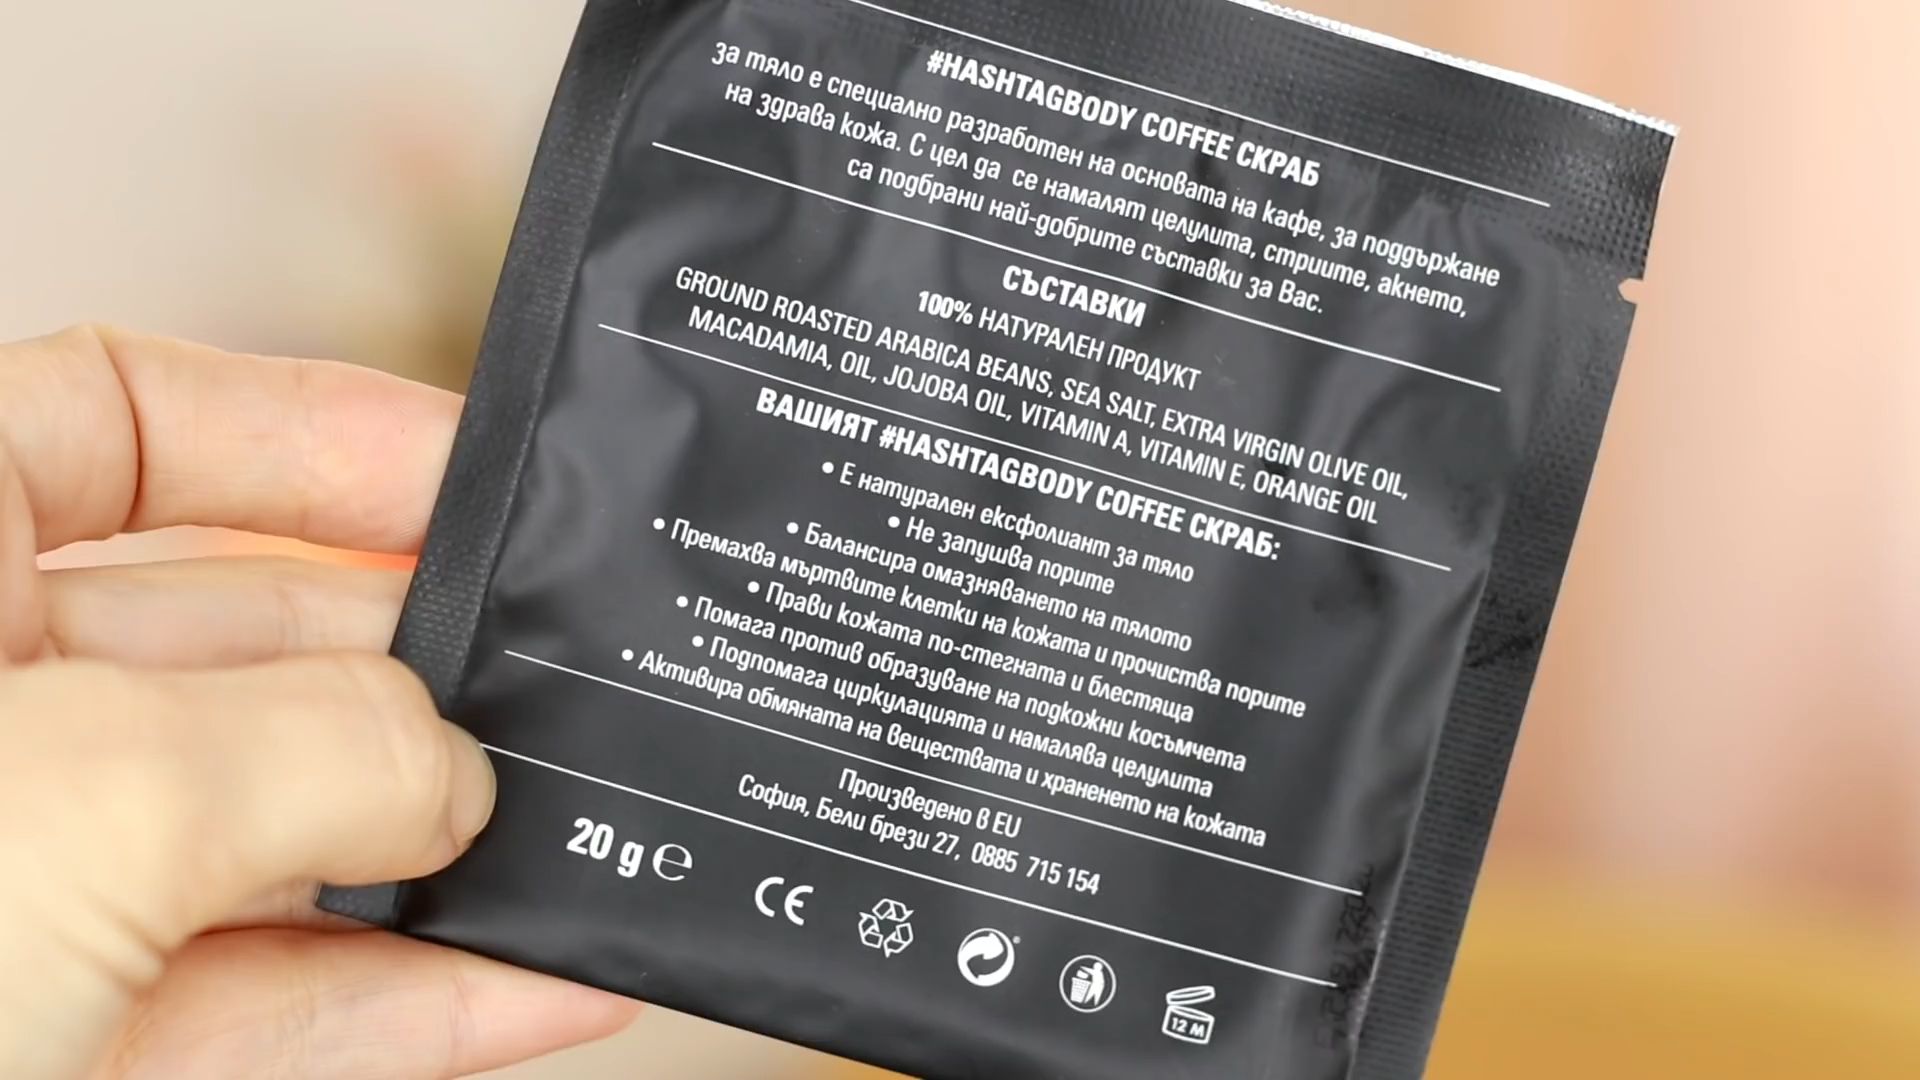 #HASHTAGBODY COFFEE СКРАБ
за тяло е специално разработен на основата на кафе, за поддържане
на здрава кожа. С цел да се намалят целулита, стриите, акнето,
са подбрани най-добрите съставки за Вас.
СЪСТАВКИ
100% НАТУРАЛЕН ПРОДУКТ
GROUND ROASTED ARABICA BEANS, SEA SALT, EXTRA VIRGIN OLIVE OIL,
MACADAMIA, OIL, JOJOBA OIL, VITAMIN A, VITAMIN E, ORANGE OIL
ВАШИЯТ #HASHTAGBODY COFFEE СКРАБ:
• Е натурален ексфолиант за тяло
• Не запушва порите
• Балансира омазняването на тялото
• Премахва мъртвите клетки на кожата и прочиства порите
• Прави кожата по-стегната и блестяща
• Помага против образуване на подкожни косъмчета
• Подпомага циркулацията и намалява целулита
• Активира обмяната на веществата и храненето на кожата
Произведено в EU
София, Бели брези 27, 0885 715 154
20 g ℮
CE
12 M